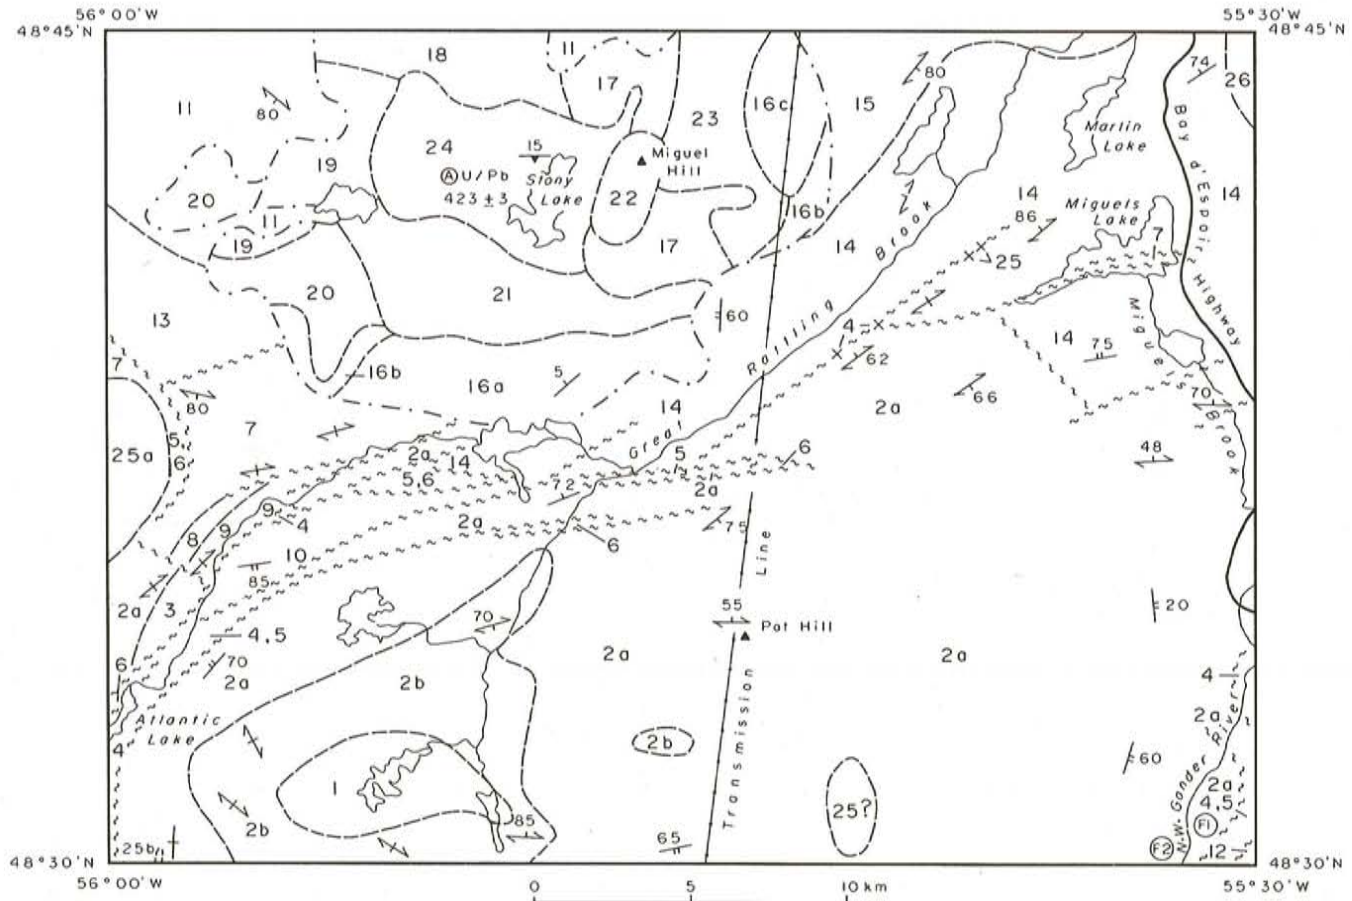 56°00'W
55°30'W
48°45'N
48°45'N
18
11
17
74
26
80
11
80
16c
15
23
Martin
Lake
Bay d'Espoir Highway
24
15
Miguel
Hill
19
A U/Pb
423 ± 3
Stony
Lake
14
14
20
11
22
16b
86
Miguels
Lake
19
17
14
7
25
20
21
13
60
4
14
75
7
62
16b
16a
5
66
70
80
14
2a
Great Rattling Brook
Miguels Brook
7
25a
5,
6
2a
14
5
6
48
5,6
72
2a
9
9
4
2a
75
8
6
10
85
Line
2a
3
70
55
20
Pot Hill
4,5
6
70
2a
2a
2a
2b
4
Atlantic
Lake
2a
4
2b
Transmission
60
N.W. Gander River
1
2a
25?
4,5
F1
2b
85
65
F2
12
25b
48°30'N
48°30'N
56°00'W
55°30'W
0
5
10 km